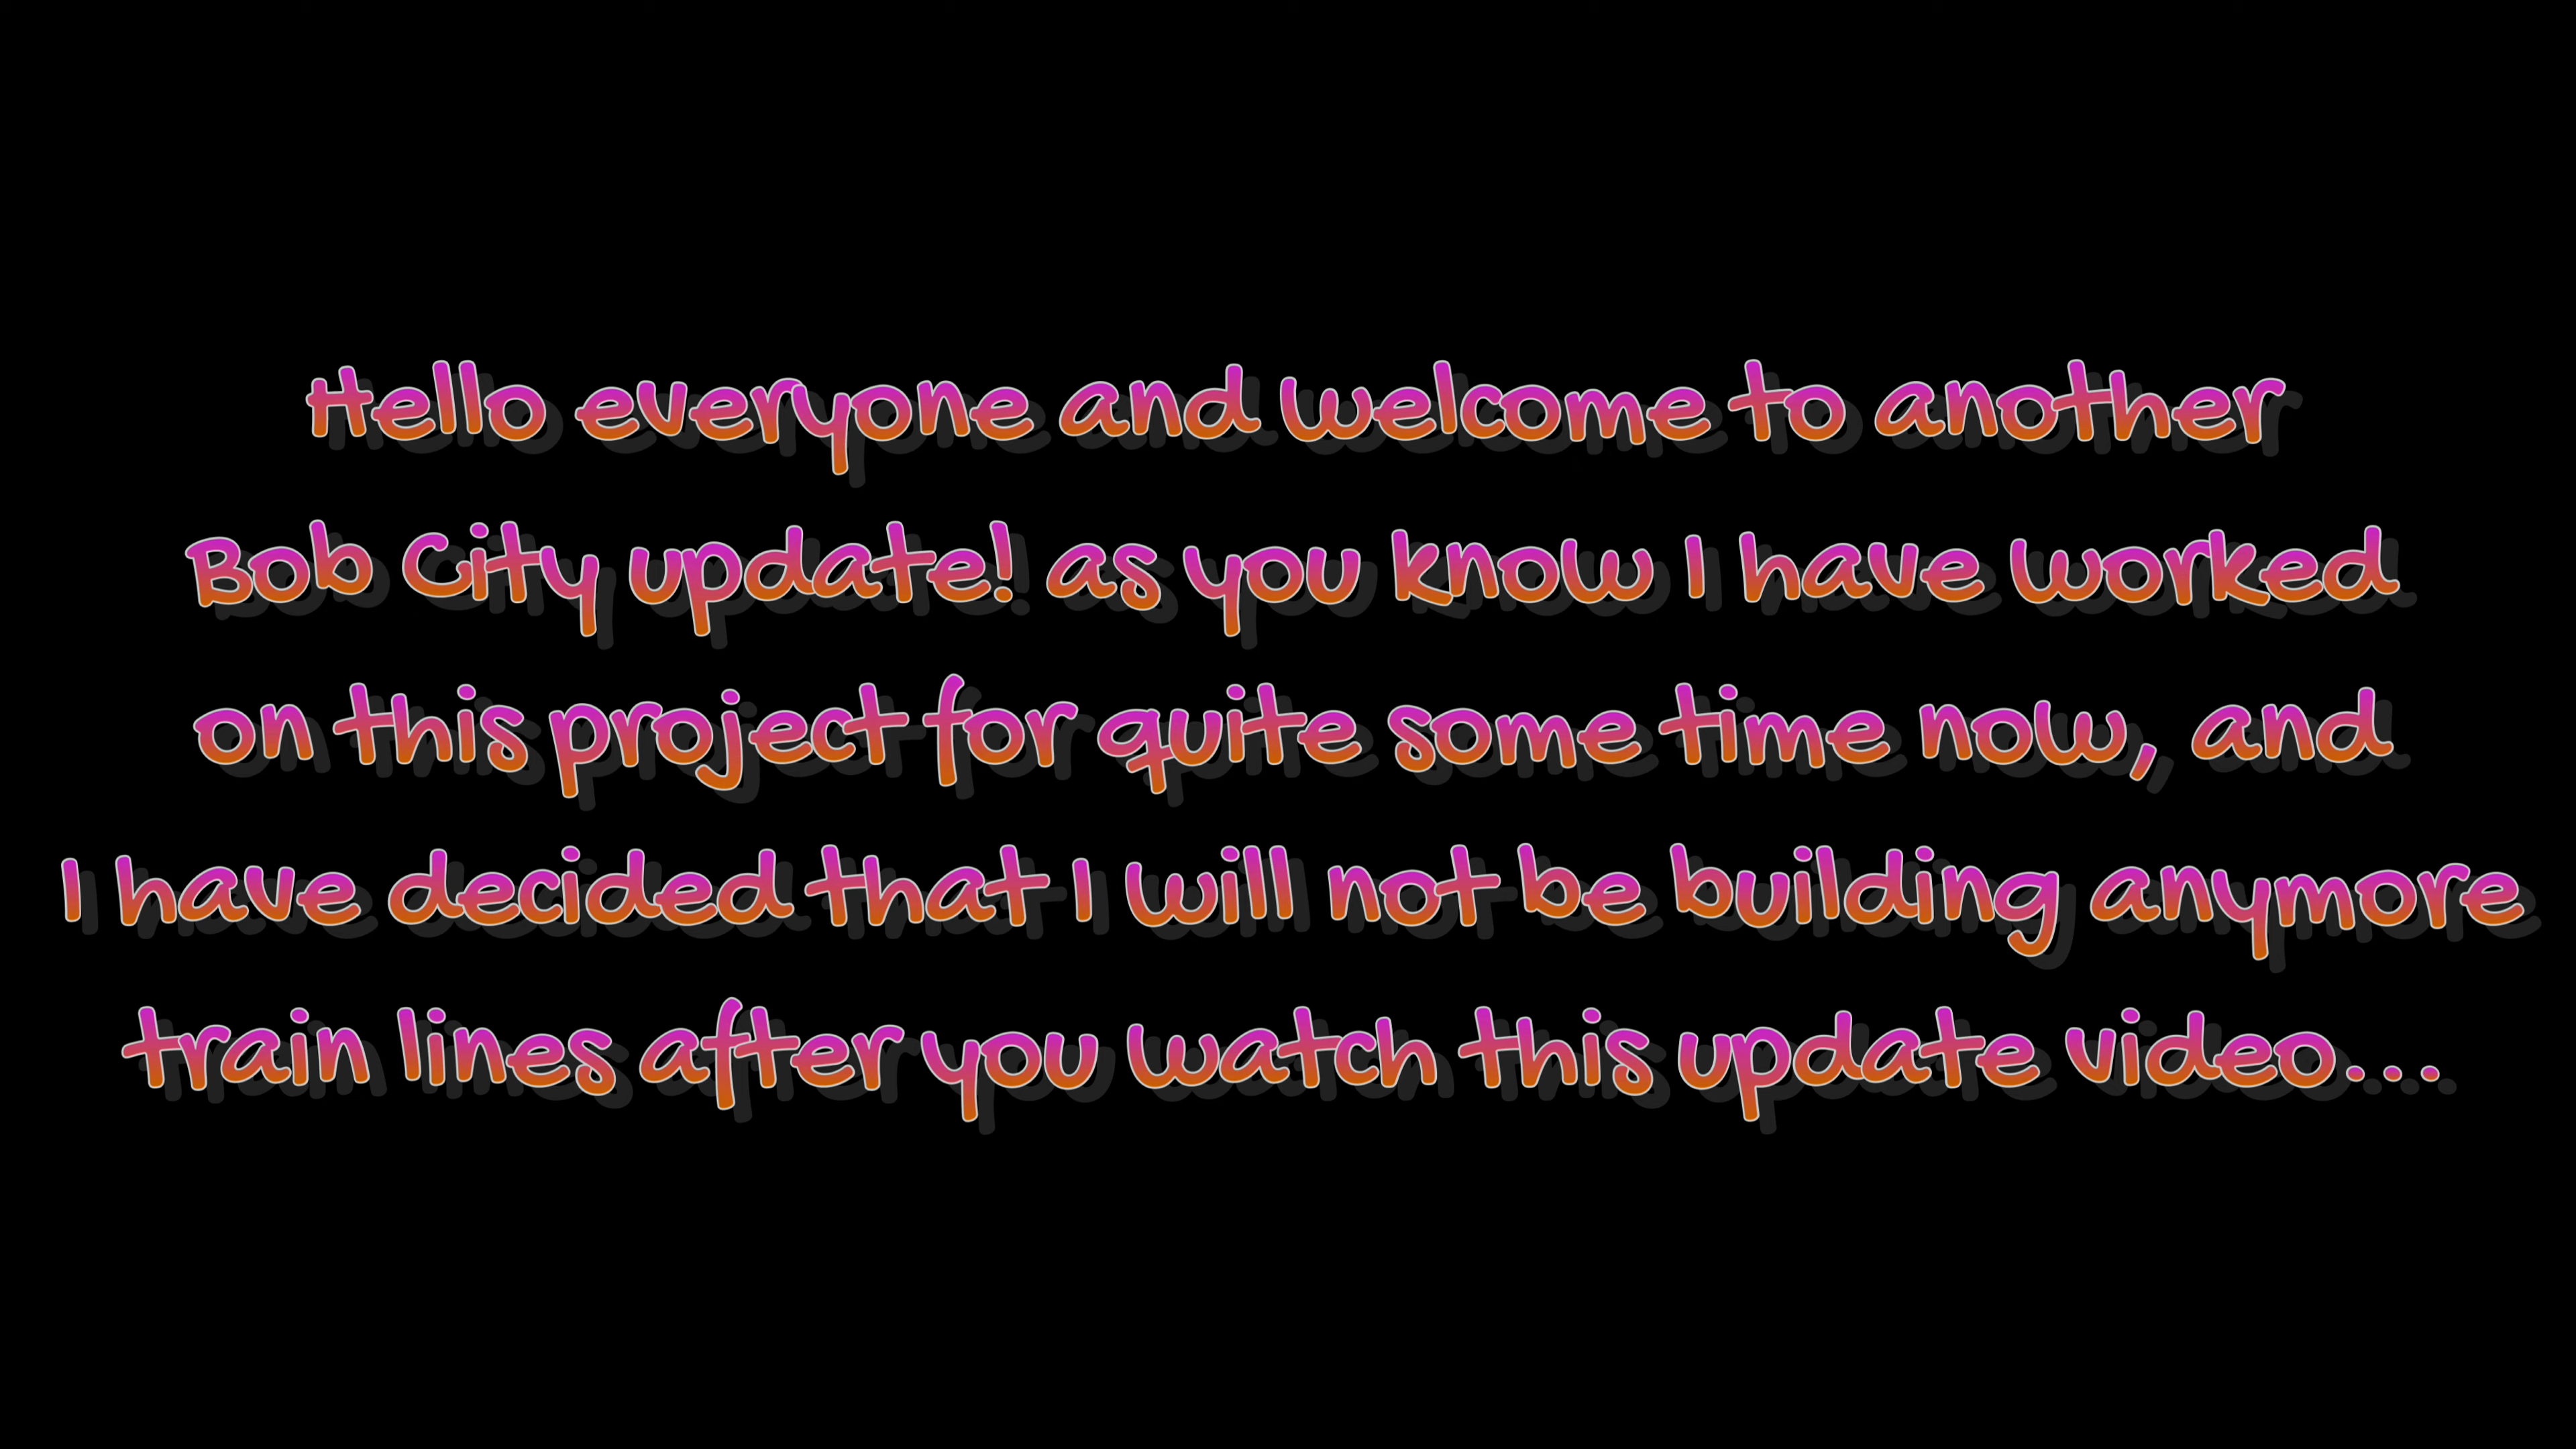 Hello everyone and welcome to another
Bob City update! as you know I have worked
on this project for quite some time now, and
I have decided that I will not be building anymore
train lines after you watch this update video...